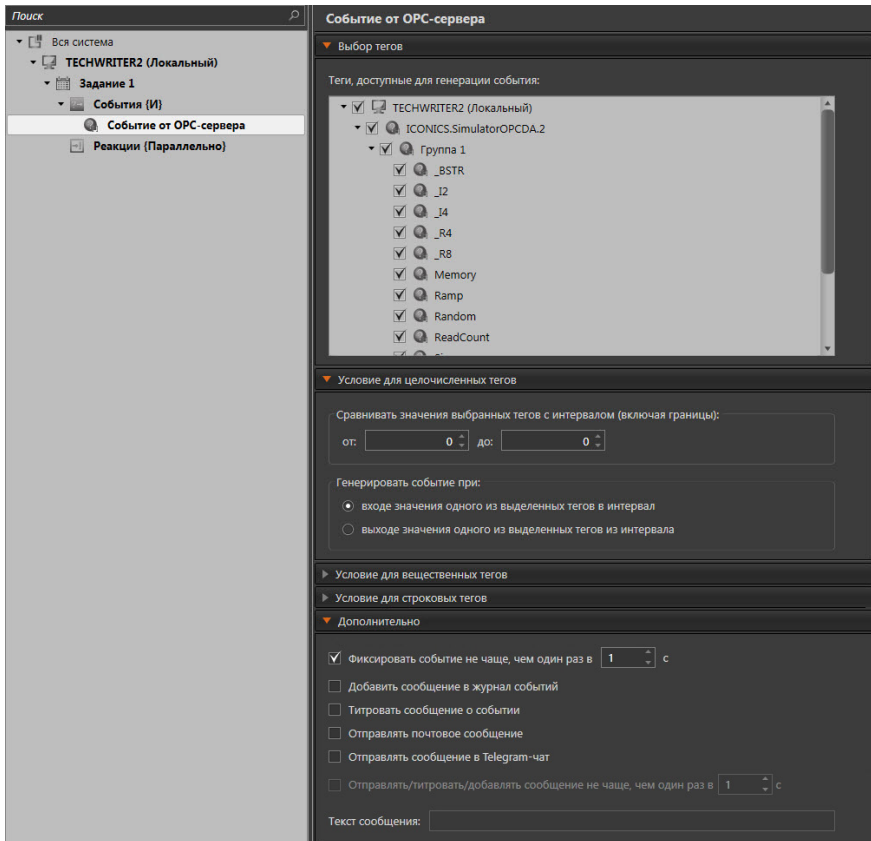 Поиск
Вся система
TECHWRITER2 (Локальный)
Задание 1
События {И}
Событие от OPC-сервера
Реакции {Параллельно}
Событие от OPC-сервера
Выбор тегов
Теги, доступные для генерации события:
TECHWRITER2 (Локальный)
ICONICS.SimulatorOPCDA.2
Группа 1
_BSTR
_I2
_I4
_R4
_R8
Memory
Ramp
Random
ReadCount
Условие для целочисленных тегов
Сравнивать значения выбранных тегов с интервалом (включая границы):
от: 0 до: 0
Генерировать событие при:
входе значения одного из выделенных тегов в интервал
выходе значения одного из выделенных тегов из интервала
Условие для вещественных тегов
Условие для строковых тегов
Дополнительно
Фиксировать событие не чаще, чем один раз в 1 с
Добавить сообщение в журнал событий
Титровать сообщение о событии
Отправлять почтовое сообщение
Отправлять сообщение в Telegram-чат
Отправлять/титровать/добавлять сообщение не чаще, чем один раз в 1 с
Текст сообщения: